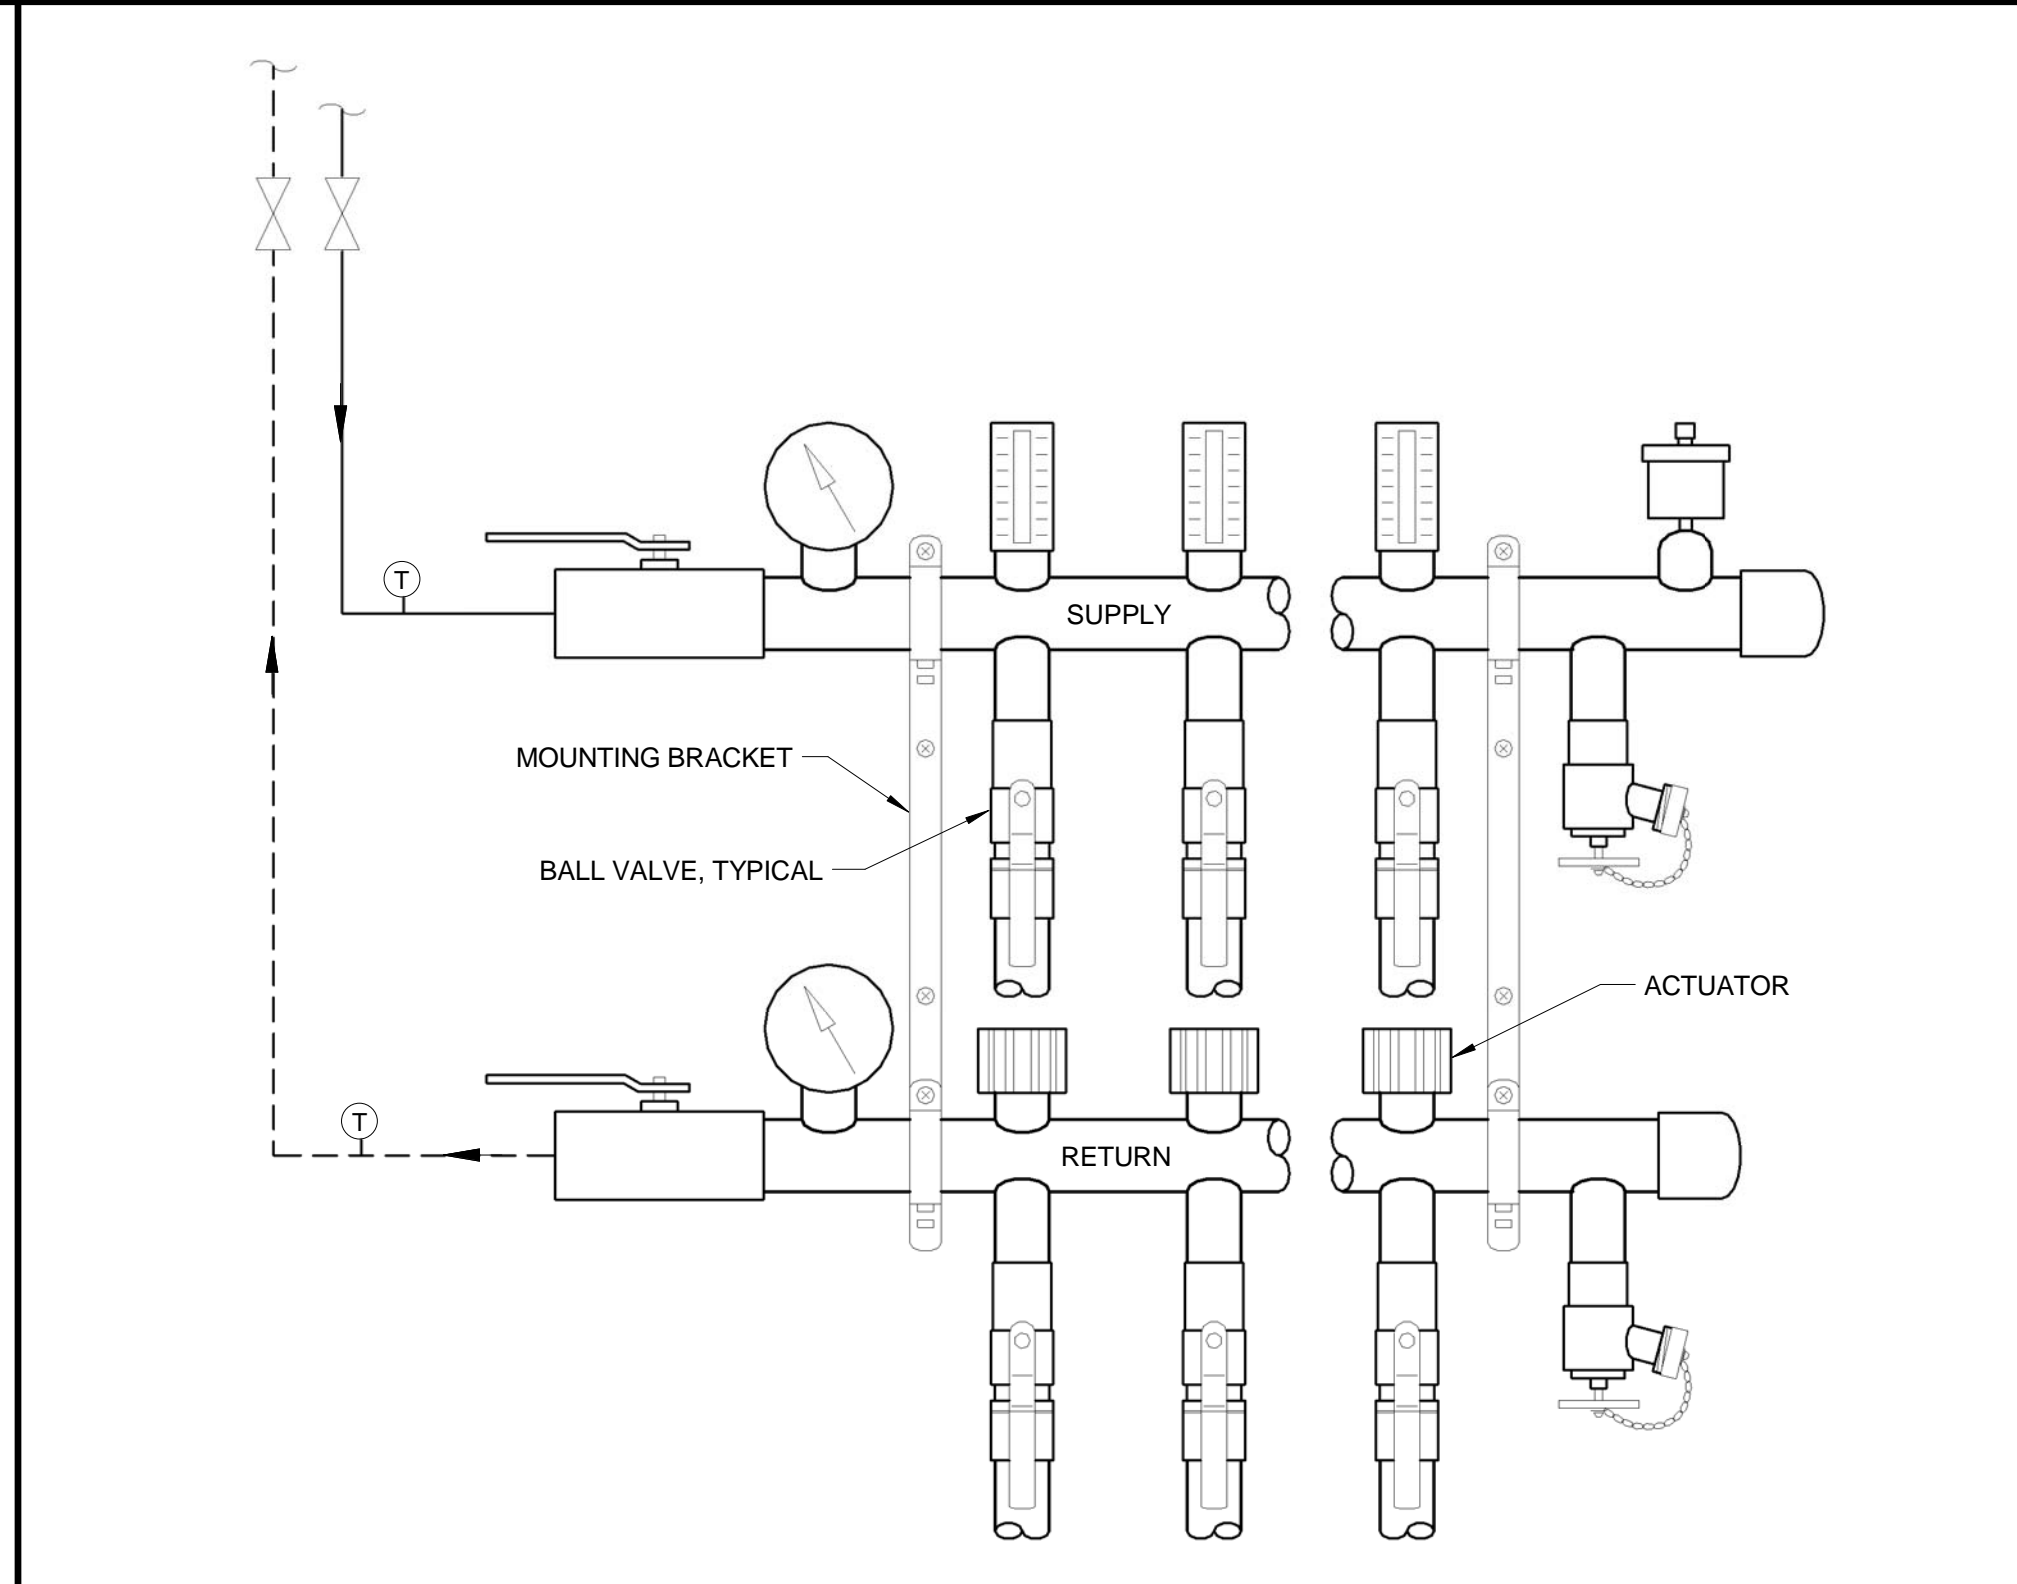 T
SUPPLY
MOUNTING BRACKET
BALL VALVE, TYPICAL
ACTUATOR
T
RETURN